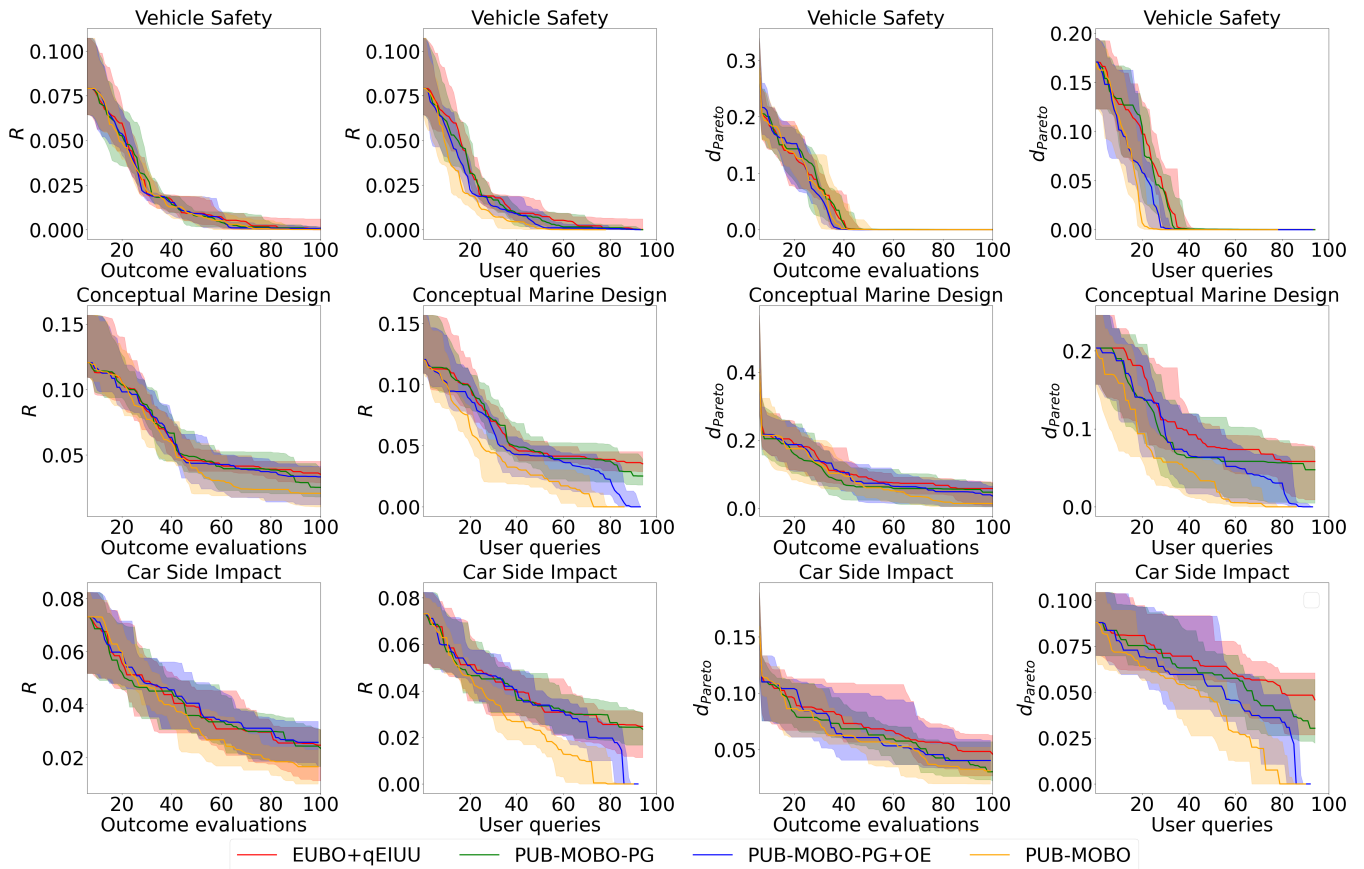 Vehicle Safety Vehicle Safety Vehicle Safety Vehicle Safety
R 0.100 0.075 0.050 0.025 0.000
R 0.100 0.075 0.050 0.025 0.000
d_Pareto 0.3 0.2 0.1 0.0
d_Pareto 0.20 0.15 0.10 0.05 0.00
20 40 60 80 100 20 40 60 80 100 20 40 60 80 100 20 40 60 80 100
Outcome evaluations User queries Outcome evaluations User queries
Conceptual Marine Design Conceptual Marine Design Conceptual Marine Design Conceptual Marine Design
R 0.15 0.10 0.05
R 0.15 0.10 0.05 0.00
d_Pareto 0.4 0.2 0.0
d_Pareto 0.2 0.1 0.0
20 40 60 80 100 20 40 60 80 100 20 40 60 80 100 20 40 60 80 100
Outcome evaluations User queries Outcome evaluations User queries
Car Side Impact Car Side Impact Car Side Impact Car Side Impact
R 0.08 0.06 0.04 0.02
R 0.08 0.06 0.04 0.02 0.00
d_Pareto 0.15 0.10 0.05
d_Pareto 0.100 0.075 0.050 0.025 0.000
20 40 60 80 100 20 40 60 80 100 20 40 60 80 100 20 40 60 80 100
Outcome evaluations User queries Outcome evaluations User queries
EUBO+qEIUU PUB-MOBO-PG PUB-MOBO-PG+OE PUB-MOBO